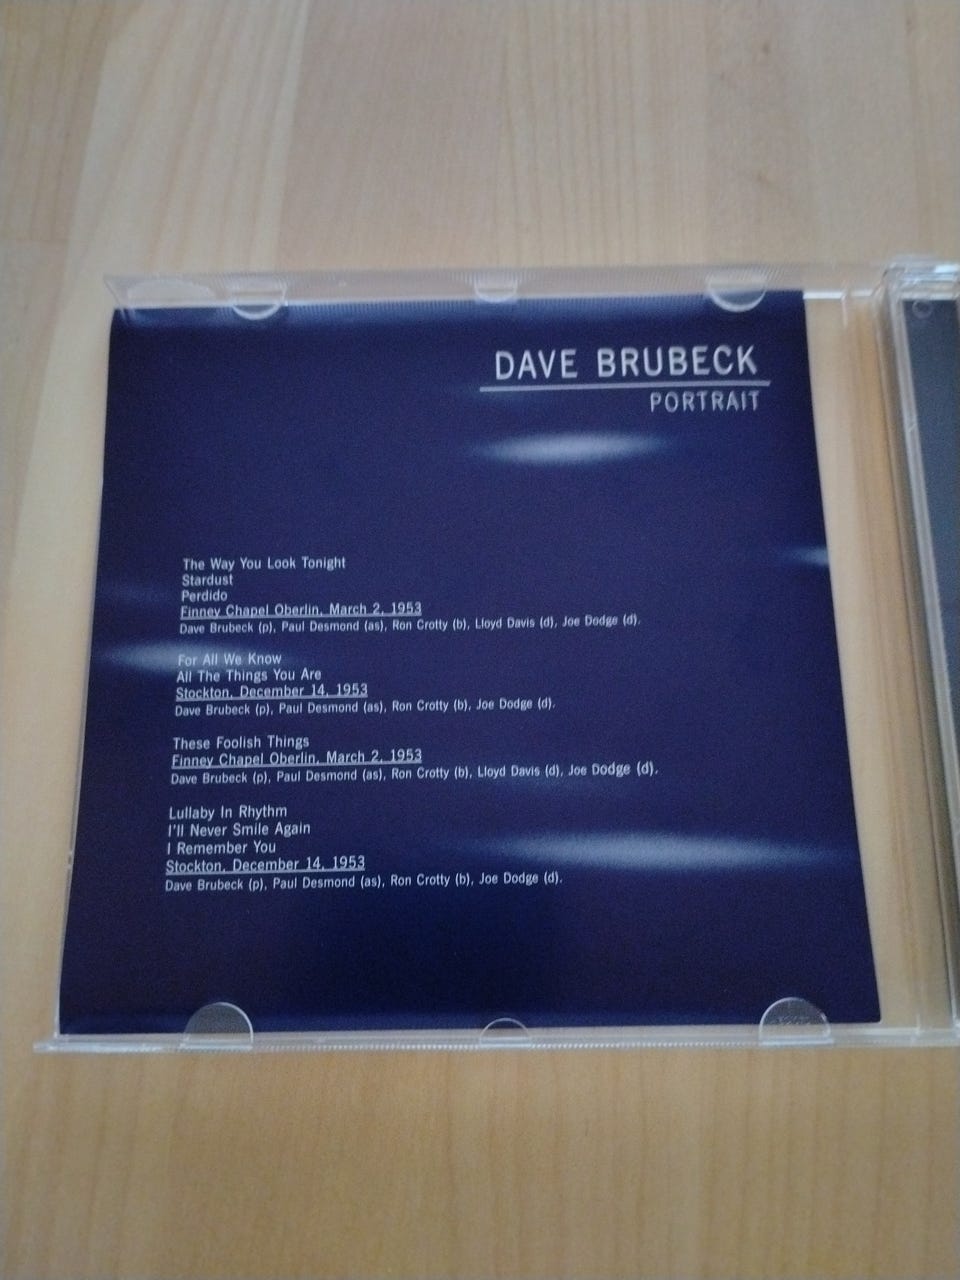 DAVE BRUBECK
PORTRAIT
The Way You Look Tonight
Stardust
Perdido
Finney Chapel Oberlin, March 2, 1953
Dave Brubeck (p), Paul Desmond (as), Ron Crotty (b), Lloyd Davis (d), Joe Dodge (d).
For All We Know
All The Things You Are
Stockton, December 14, 1953
Dave Brubeck (p), Paul Desmond (as), Ron Crotty (b), Joe Dodge (d).
These Foolish Things
Finney Chapel Oberlin, March 2, 1953
Dave Brubeck (p), Paul Desmond (as), Ron Crotty (b), Lloyd Davis (d), Joe Dodge (d).
Lullaby In Rhythm
I'll Never Smile Again
I Remember You
Stockton, December 14, 1953
Dave Brubeck (p), Paul Desmond (as), Ron Crotty (b), Joe Dodge (d).